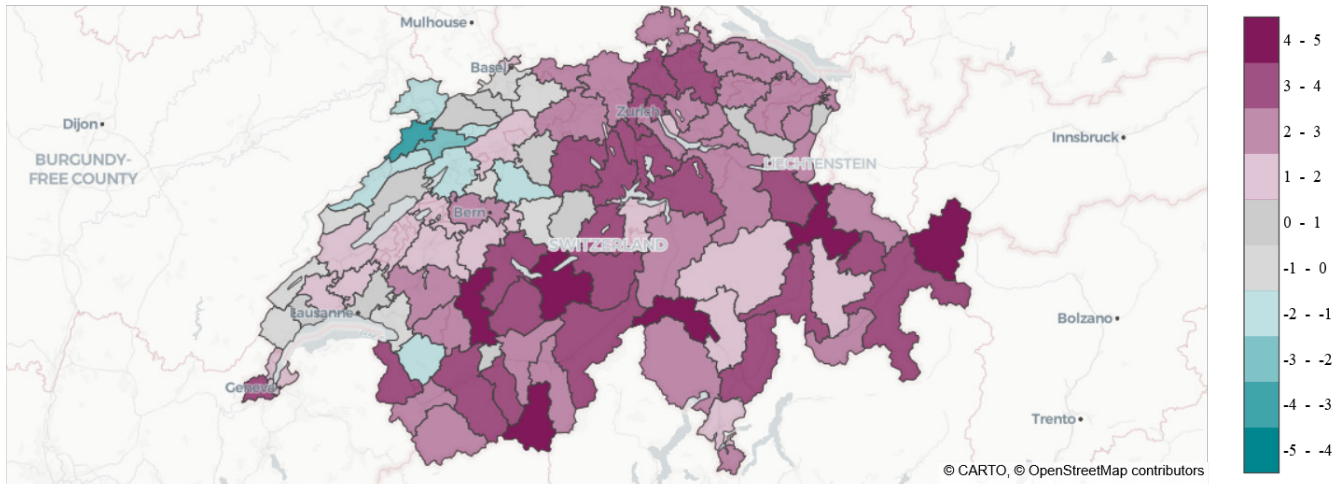 Mulhouse
Basel
Dijon
BURGUNDY-
FREE COUNTY
Zurich
Innsbruck
LIECHTENSTEIN
Bern
SWITZERLAND
Lausanne
Bolzano
Geneve
Trento
© CARTO, © OpenStreetMap contributors
4 - 5
3 - 4
2 - 3
1 - 2
0 - 1
-1 - 0
-2 - -1
-3 - -2
-4 - -3
-5 - -4